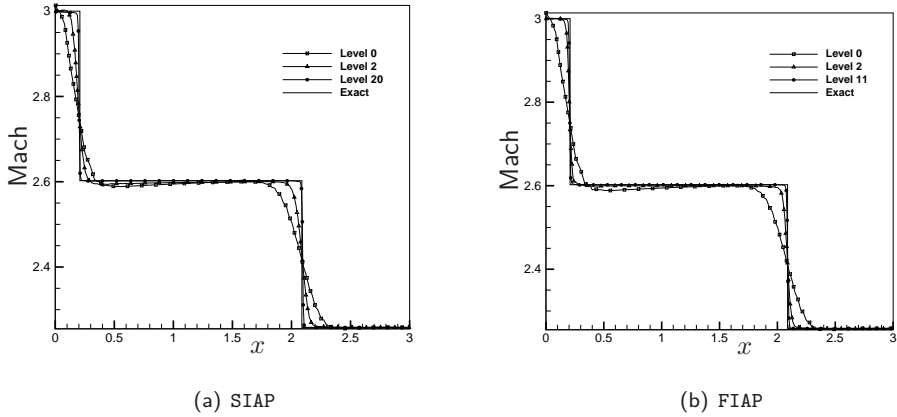 3
2.8
2.6
2.4
Mach
Level 0
Level 2
Level 20
Exact
0 0.5 1 1.5 2 2.5 3
x
(a) SIAP
3
2.8
2.6
2.4
Mach
Level 0
Level 2
Level 11
Exact
0 0.5 1 1.5 2 2.5 3
x
(b) FIAP